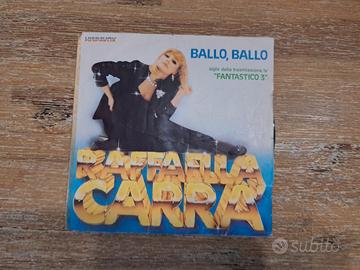 BALLO, BALLO
sigla della trasmissione tv
"FANTASTICO 3"
RAFFAELLA
CARRÀ
subito